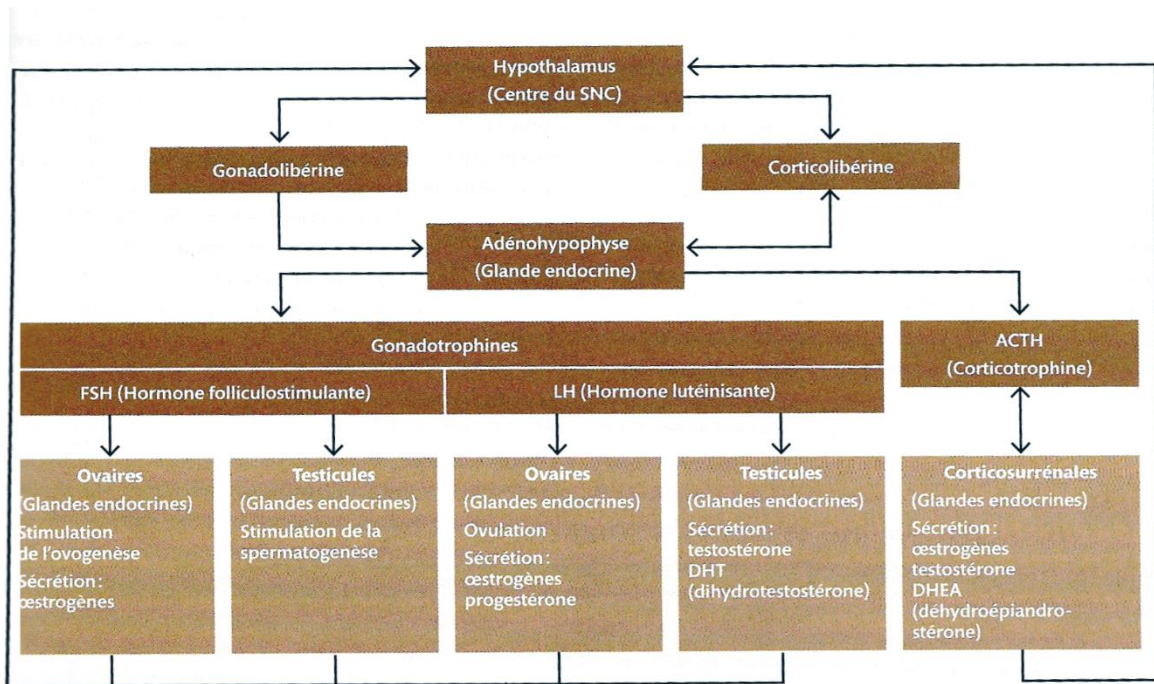 Hypothalamus
(Centre du SNC)
Gonadolibérine
Corticolibérine
Adénohypophyse
(Glande endocrine)
Gonadotrophines
ACTH
(Corticotrophine)
FSH (Hormone folliculostimulante)
LH (Hormone lutéinisante)
Ovaires
(Glandes endocrines)
Stimulation
de l'ovogenèse
Sécrétion :
œstrogènes
Testicules
(Glandes endocrines)
Stimulation de la
spermatogenèse
Ovaires
(Glandes endocrines)
Ovulation
Sécrétion :
œstrogènes
progestérone
Testicules
(Glandes endocrines)
Sécrétion :
testostérone
DHT
(dihydrotestostérone)
Corticosurrénales
(Glandes endocrines)
Sécrétion :
œstrogènes
testostérone
DHEA
(déhydroépiandro-
stérone)